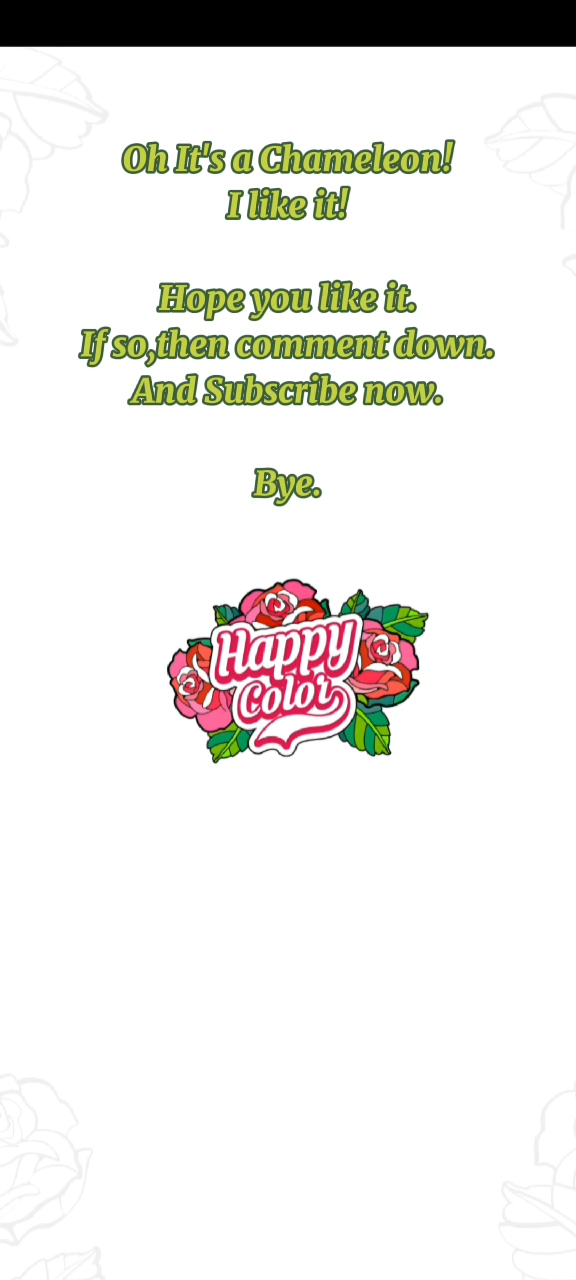 Oh It's a Chameleon!
I like it!
Hope you like it.
If so,then comment down.
And Subscribe now.
Bye.
Happy
Color